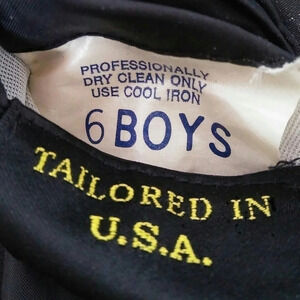 PROFESSIONALLY
DRY CLEAN ONLY
USE COOL IRON
6 BOYS
TAILORED IN
U.S.A.